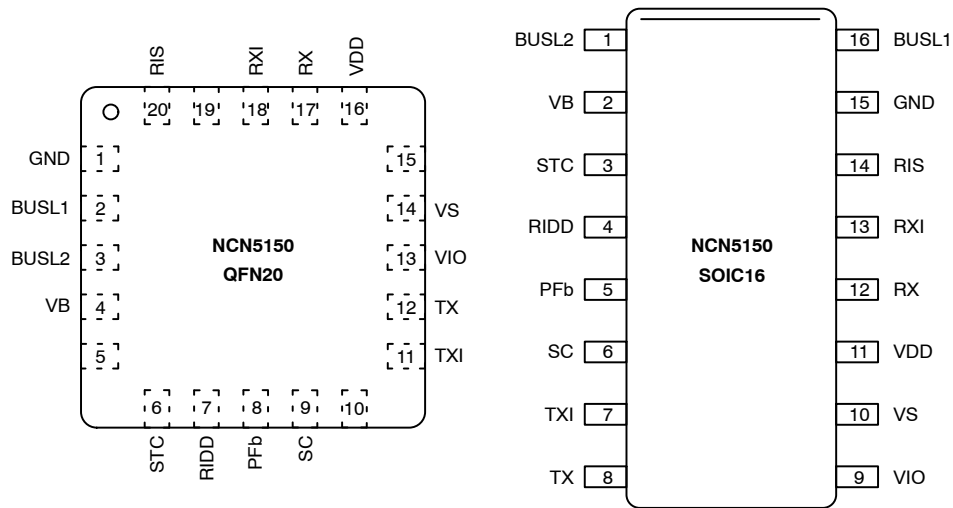 RIS
RXI
RX
VDD
20 19 18 17 16
GND 1
BUSL1 2
BUSL2 3
VB 4
5
NCN5150
QFN20
15
14 VS
13 VIO
12 TX
11 TXI
6 7 8 9 10
STC
RIDD
PFb
SC
BUSL2 1
VB 2
STC 3
RIDD 4
PFb 5
SC 6
TXI 7
TX 8
NCN5150
SOIC16
16 BUSL1
15 GND
14 RIS
13 RXI
12 RX
11 VDD
10 VS
9 VIO